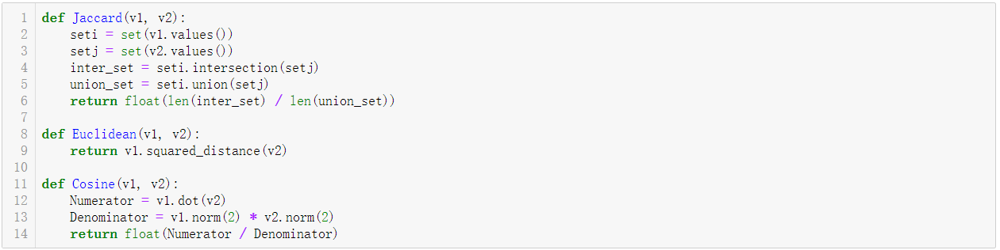 1 def Jaccard(v1, v2):
2     seti = set(v1.values())
3     setj = set(v2.values())
4     inter_set = seti.intersection(setj)
5     union_set = seti.union(setj)
6     return float(len(inter_set) / len(union_set))
7
8 def Euclidean(v1, v2):
9     return v1.squared_distance(v2)
10
11 def Cosine(v1, v2):
12     Numerator = v1.dot(v2)
13     Denominator = v1.norm(2) * v2.norm(2)
14     return float(Numerator / Denominator)